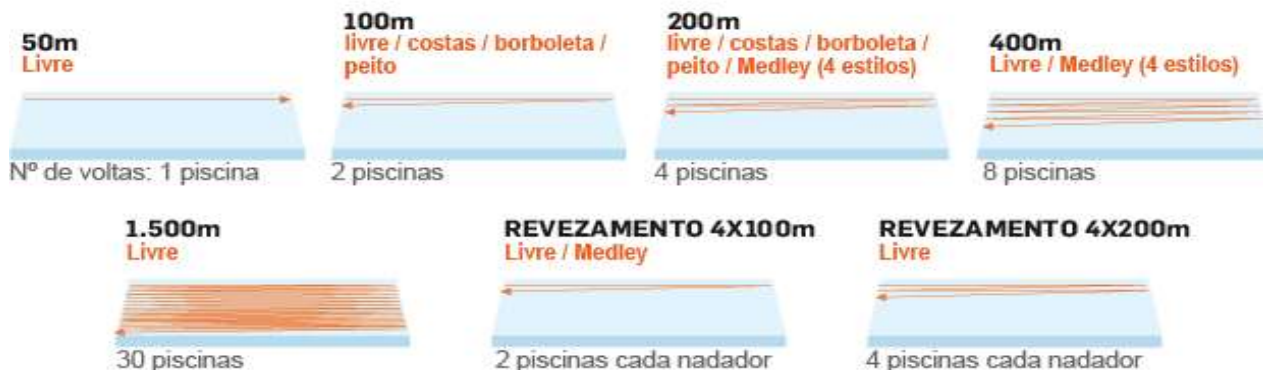 50m
Livre
Nº de voltas: 1 piscina
100m
livre / costas / borboleta /
peito
2 piscinas
200m
livre / costas / borboleta /
peito / Medley (4 estilos)
4 piscinas
400m
Livre / Medley (4 estilos)
8 piscinas
1.500m
Livre
30 piscinas
REVEZAMENTO 4X100m
Livre / Medley
2 piscinas cada nadador
REVEZAMENTO 4X200m
Livre
4 piscinas cada nadador